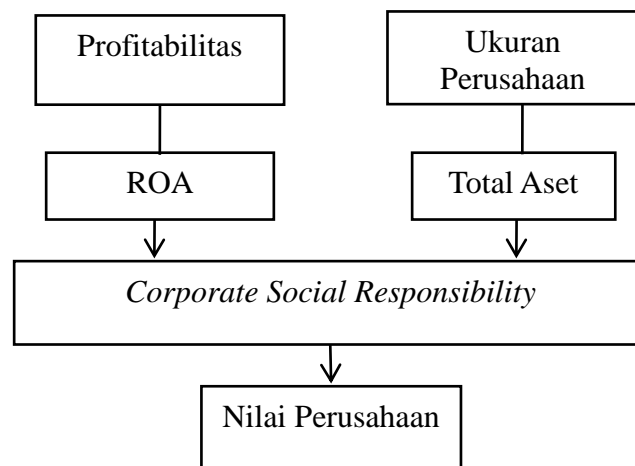 Profitabilitas
Ukuran
Perusahaan
ROA
Total Aset
Corporate Social Responsibility
Nilai Perusahaan